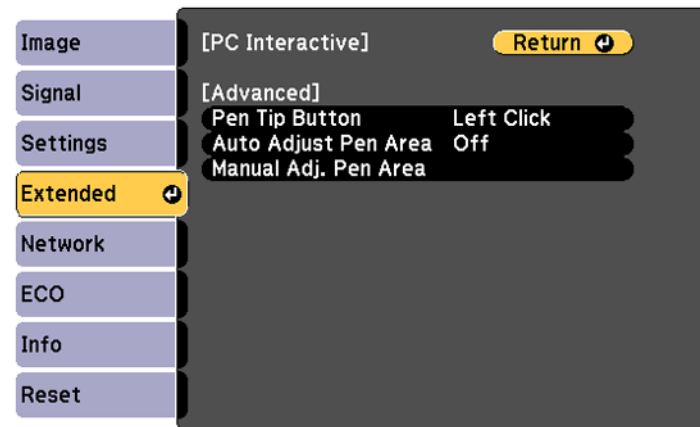 Image
Signal
Settings
Extended
Network
ECO
Info
Reset
[PC Interactive] Return
[Advanced]
Pen Tip Button Left Click
Auto Adjust Pen Area Off
Manual Adj. Pen Area